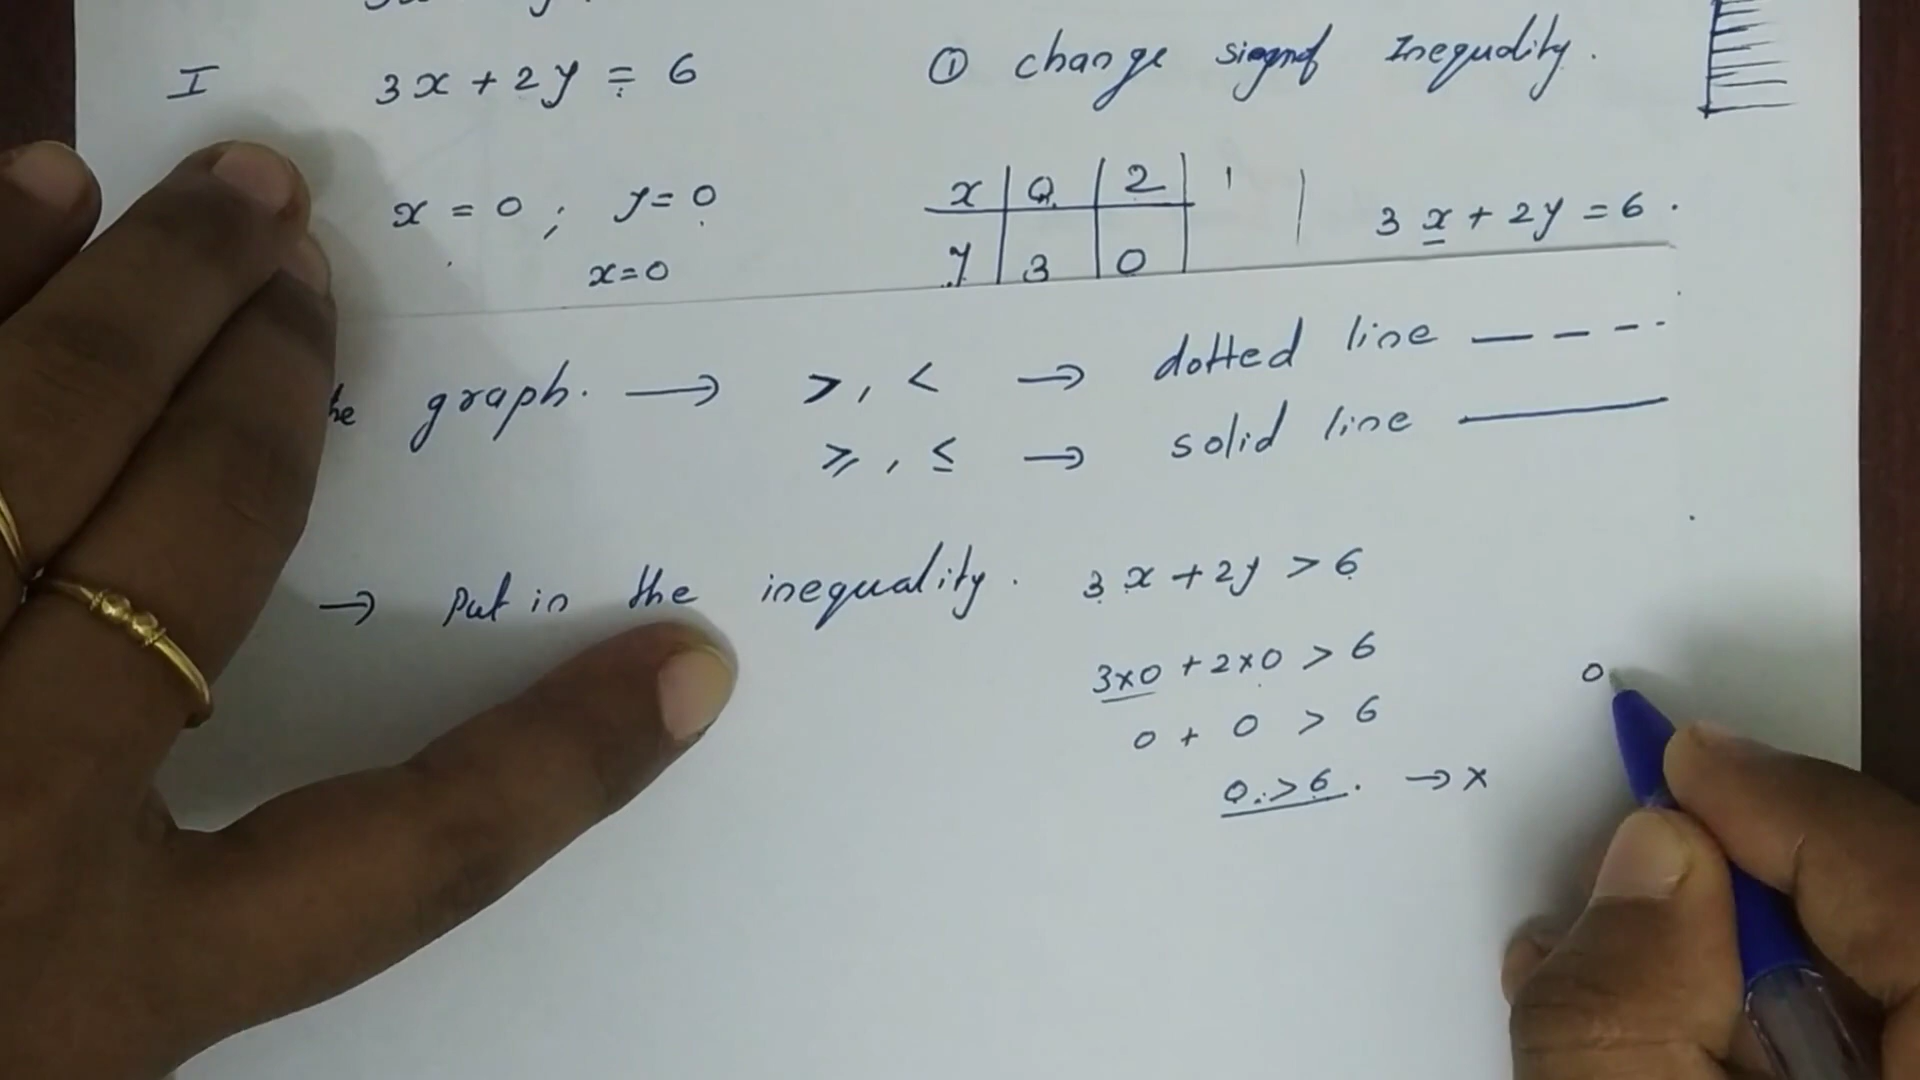 I 3x + 2y = 6
① change sign of Inequality.
x = 0 ; y = 0
x = 0
x | 0 | 2
y | 3 | 0
3x + 2y = 6.
he graph. → >, < → dotted line – – – -
≥, ≤ → solid line ——
→ Put in the inequality. 3x + 2y > 6
3×0 + 2×0 > 6
0 + 0 > 6
0 > 6. → x
0